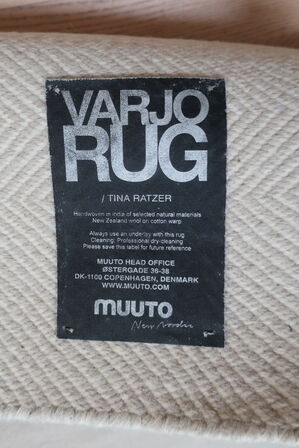 VARJO
RUG
/ TINA RATZER
Handwoven in India of selected natural materials
New Zealand wool on cotton warp
Always use an underlay with this rug
Cleaning: Professional dry-cleaning
Please save this label for future reference
MUUTO HEAD OFFICE
ØSTERGADE 36-38
DK-1100 COPENHAGEN, DENMARK
WWW.MUUTO.COM
muuto
New Nordic